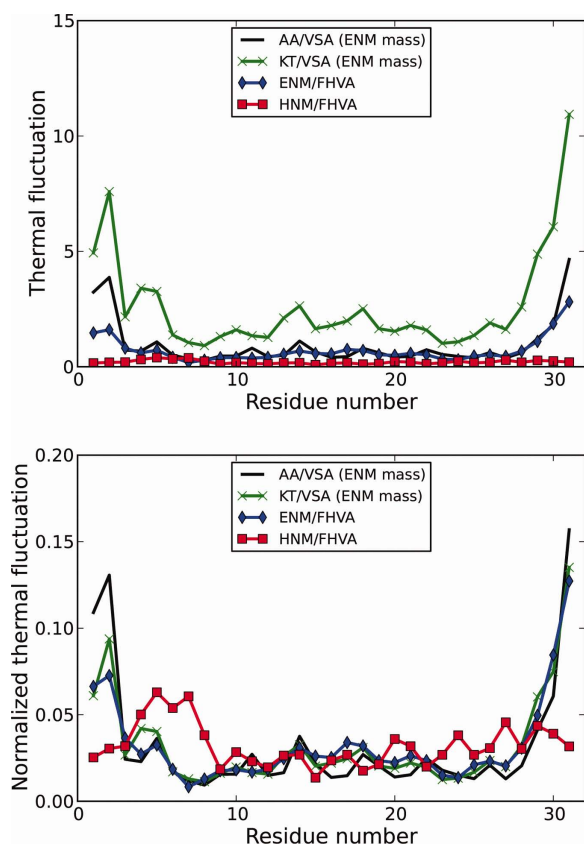 15
10
5
0
Thermal fluctuation
AA/VSA (ENM mass)
KT/VSA (ENM mass)
ENM/FHVA
HNM/FHVA
0 10 20 30
Residue number
0.20
0.15
0.10
0.05
0.00
Normalized thermal fluctuation
AA/VSA (ENM mass)
KT/VSA (ENM mass)
ENM/FHVA
HNM/FHVA
0 10 20 30
Residue number